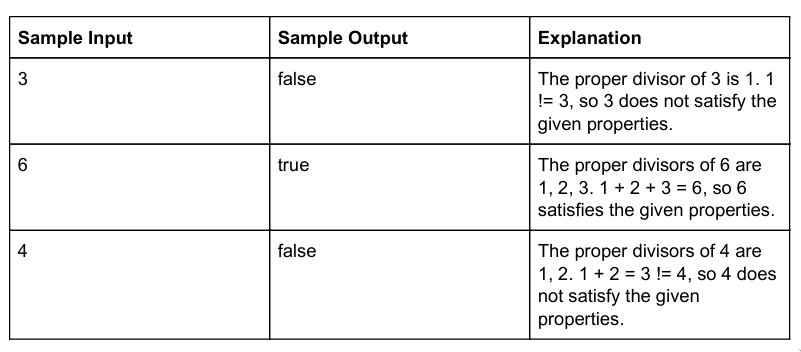 Sample Input
Sample Output
Explanation
3
false
The proper divisor of 3 is 1. 1
!= 3, so 3 does not satisfy the
given properties.
6
true
The proper divisors of 6 are
1, 2, 3. 1 + 2 + 3 = 6, so 6
satisfies the given properties.
4
false
The proper divisors of 4 are
1, 2. 1 + 2 = 3 != 4, so 4 does
not satisfy the given
properties.